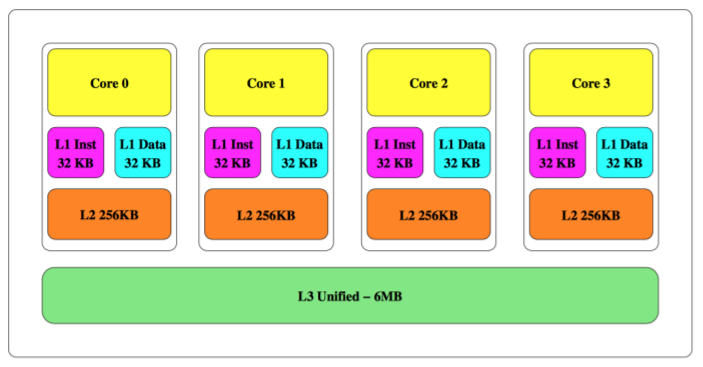 Core 0
Core 1
Core 2
Core 3
L1 Inst
32 KB
L1 Data
32 KB
L1 Inst
32 KB
L1 Data
32 KB
L1 Inst
32 KB
L1 Data
32 KB
L1 Inst
32 KB
L1 Data
32 KB
L2 256KB
L2 256KB
L2 256KB
L2 256KB
L3 Unified – 6MB